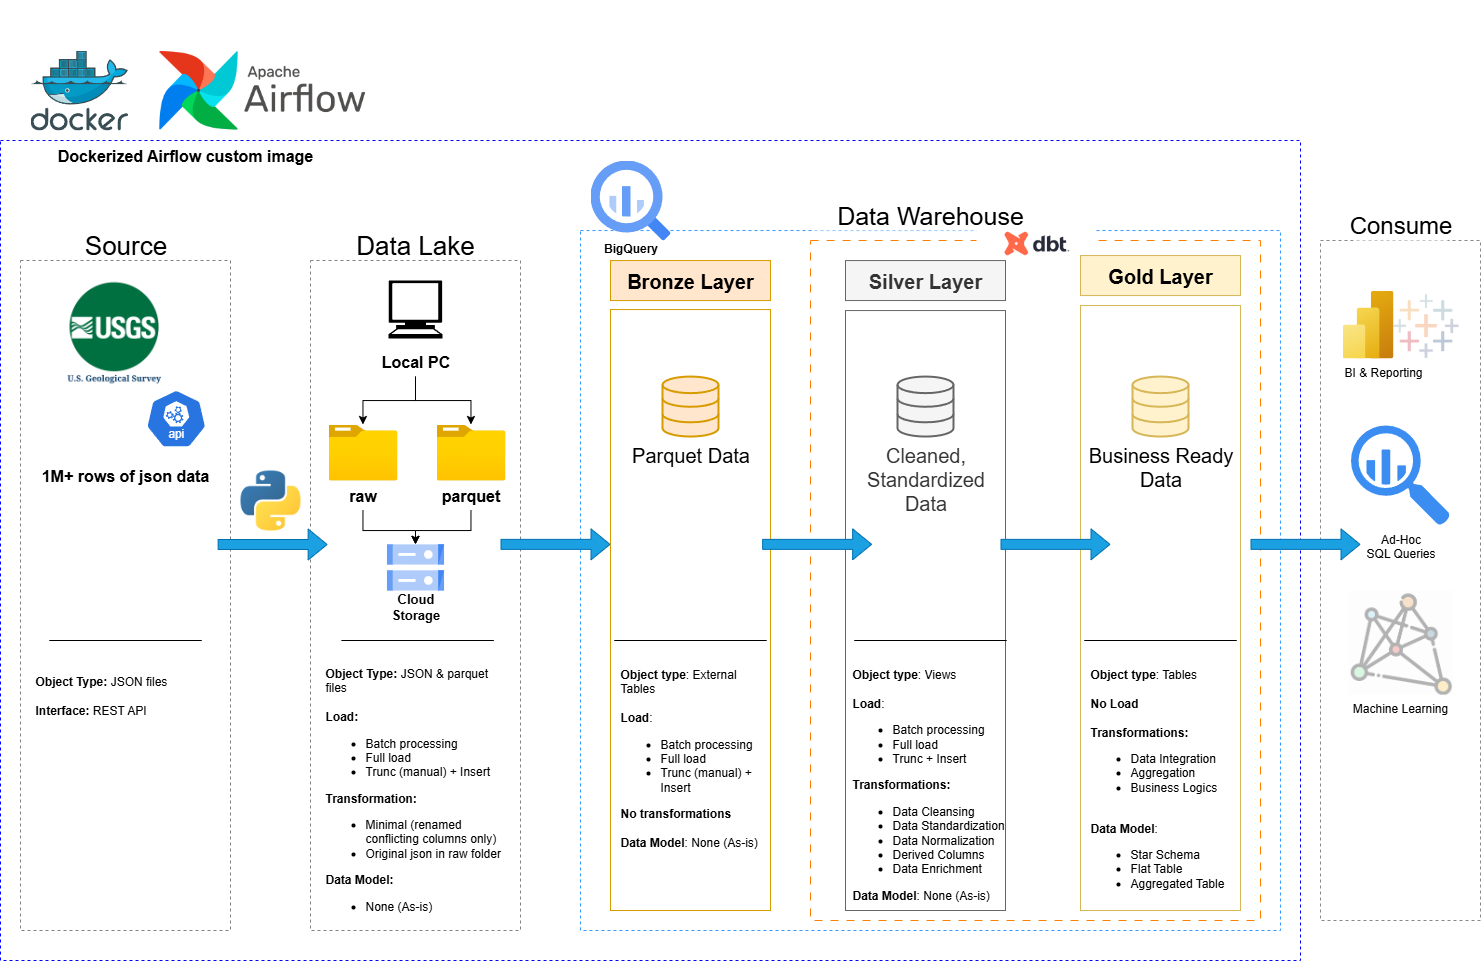 docker
Apache
Airflow
Dockerized Airflow custom image
Source
USGS
U.S. Geological Survey
api
1M+ rows of json data
Object Type: JSON files
Interface: REST API
Data Lake
Local PC
raw
parquet
Cloud
Storage
Object Type: JSON & parquet
files
Load:
• Batch processing
• Full load
• Trunc (manual) + Insert
Transformation:
• Minimal (renamed
conflicting columns only)
• Original json in raw folder
Data Model:
• None (As-is)
Data Warehouse
BigQuery
dbt
Bronze Layer
Parquet Data
Object type: External
Tables
Load:
• Batch processing
• Full load
• Trunc (manual) +
Insert
No transformations
Data Model: None (As-is)
Silver Layer
Cleaned,
Standardized
Data
Object type: Views
Load:
• Batch processing
• Full load
• Trunc + Insert
Transformations:
• Data Cleansing
• Data Standardization
• Data Normalization
• Derived Columns
• Data Enrichment
Data Model: None (As-is)
Gold Layer
Business Ready
Data
Object type: Tables
No Load
Transformations:
• Data Integration
• Aggregation
• Business Logics
Data Model:
• Star Schema
• Flat Table
• Aggregated Table
Consume
BI & Reporting
Ad-Hoc
SQL Queries
Machine Learning